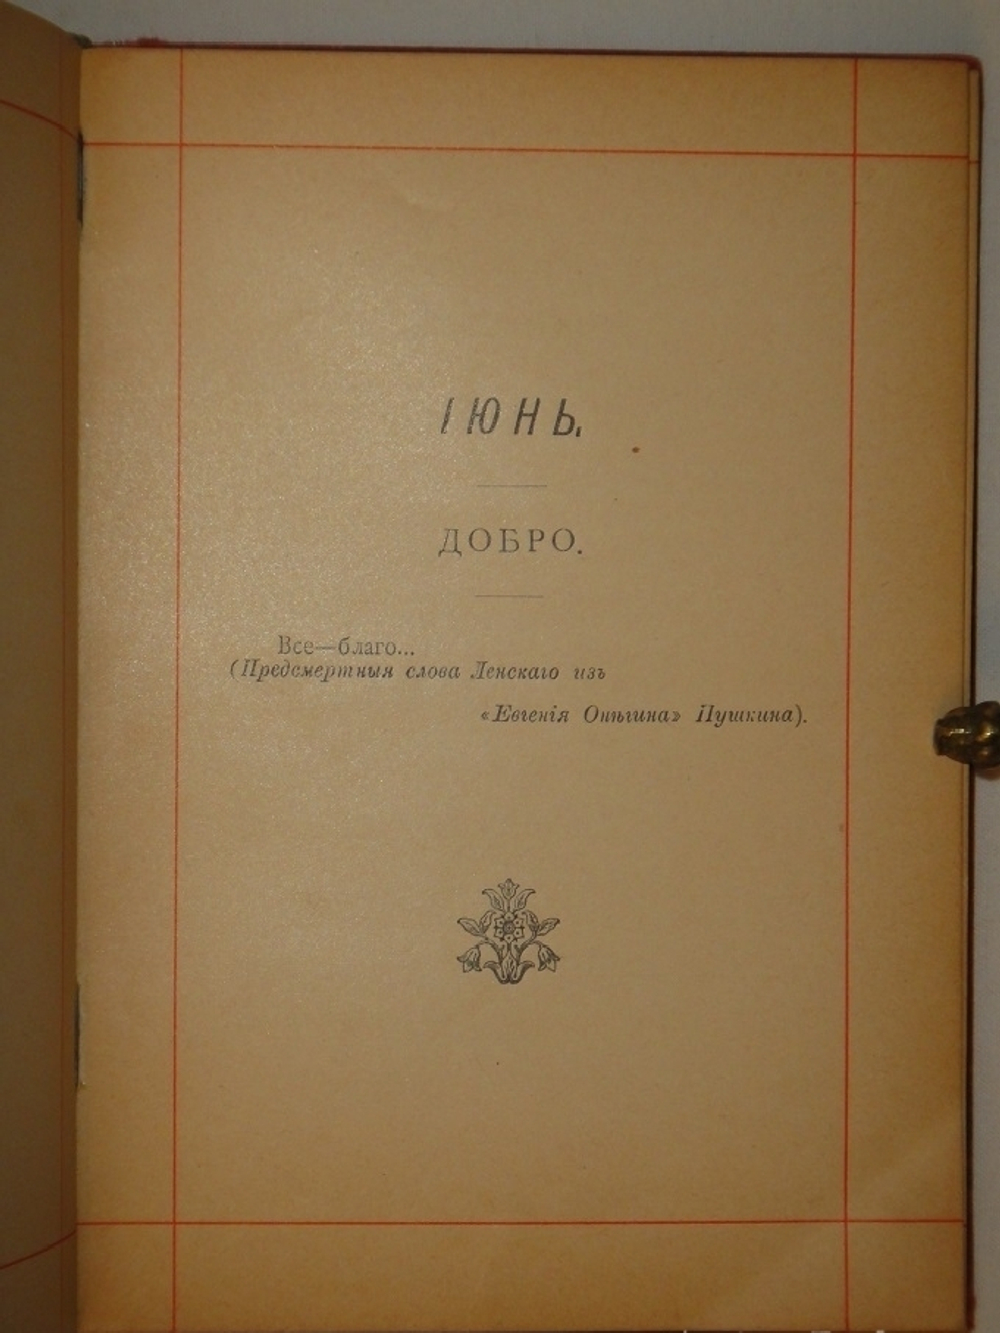 ІЮНЬ.
ДОБРО.
Все—благо...
(Предсмертныя слова Ленскаго изъ
«Евгенія Онѣгина» Пушкина).